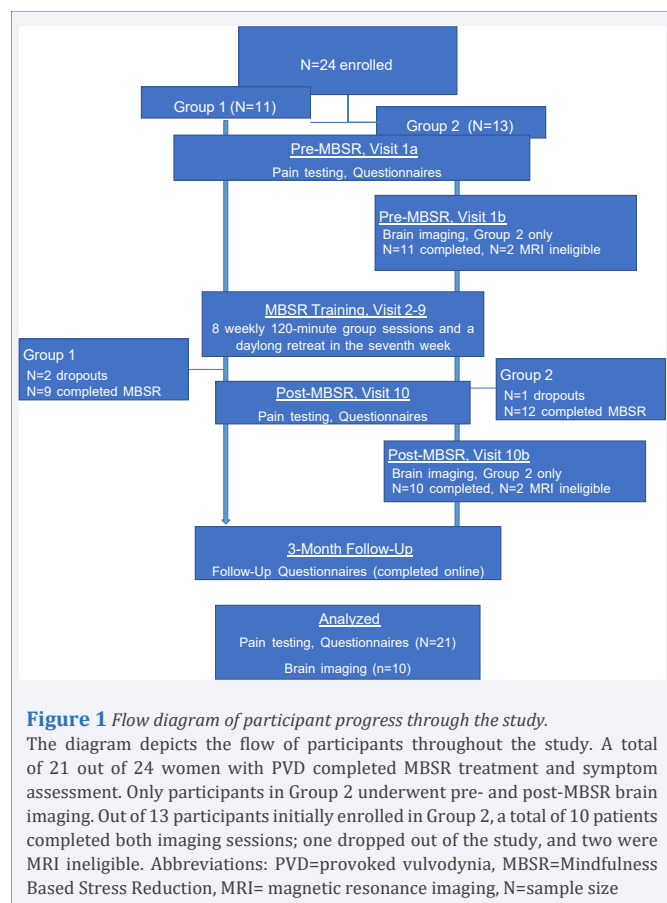 N=24 enrolled
Group 1 (N=11)
Group 2 (N=13)
Pre-MBSR, Visit 1a
Pain testing, Questionnaires
Pre-MBSR, Visit 1b
Brain imaging, Group 2 only
N=11 completed, N=2 MRI ineligible
MBSR Training, Visit 2-9
8 weekly 120-minute group sessions and a
daylong retreat in the seventh week
Group 1
N=2 dropouts
N=9 completed MBSR
Group 2
N=1 dropouts
N=12 completed MBSR
Post-MBSR, Visit 10
Pain testing, Questionnaires
Post-MBSR, Visit 10b
Brain imaging, Group 2 only
N=10 completed, N=2 MRI ineligible
3-Month Follow-Up
Follow-Up Questionnaires (completed online)
Analyzed
Pain testing, Questionnaires (N=21)
Brain imaging (n=10)
Figure 1 Flow diagram of participant progress through the study.
The diagram depicts the flow of participants throughout the study. A total
of 21 out of 24 women with PVD completed MBSR treatment and symptom
assessment. Only participants in Group 2 underwent pre- and post-MBSR brain
imaging. Out of 13 participants initially enrolled in Group 2, a total of 10 patients
completed both imaging sessions; one dropped out of the study, and two were
MRI ineligible. Abbreviations: PVD=provoked vulvodynia, MBSR=Mindfulness
Based Stress Reduction, MRI= magnetic resonance imaging, N=sample size